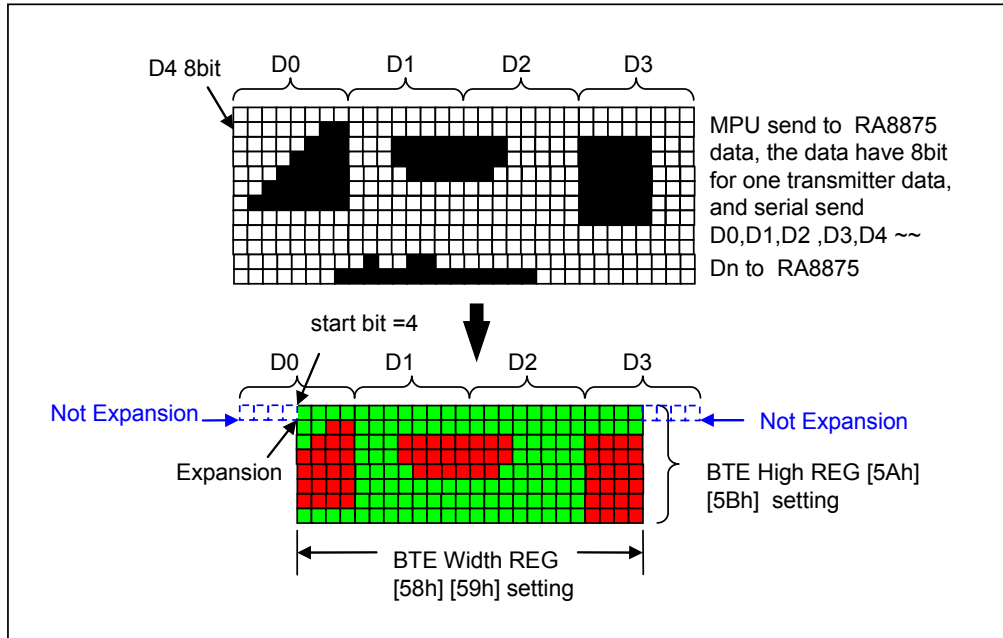 D4 8bit
D0 D1 D2 D3
MPU send to RA8875
data, the data have 8bit
for one transmitter data,
and serial send
D0,D1,D2 ,D3,D4 ~~
Dn to RA8875
start bit =4
D0 D1 D2 D3
Not Expansion
Not Expansion
Expansion
BTE High REG [5Ah]
[5Bh] setting
BTE Width REG
[58h] [59h] setting